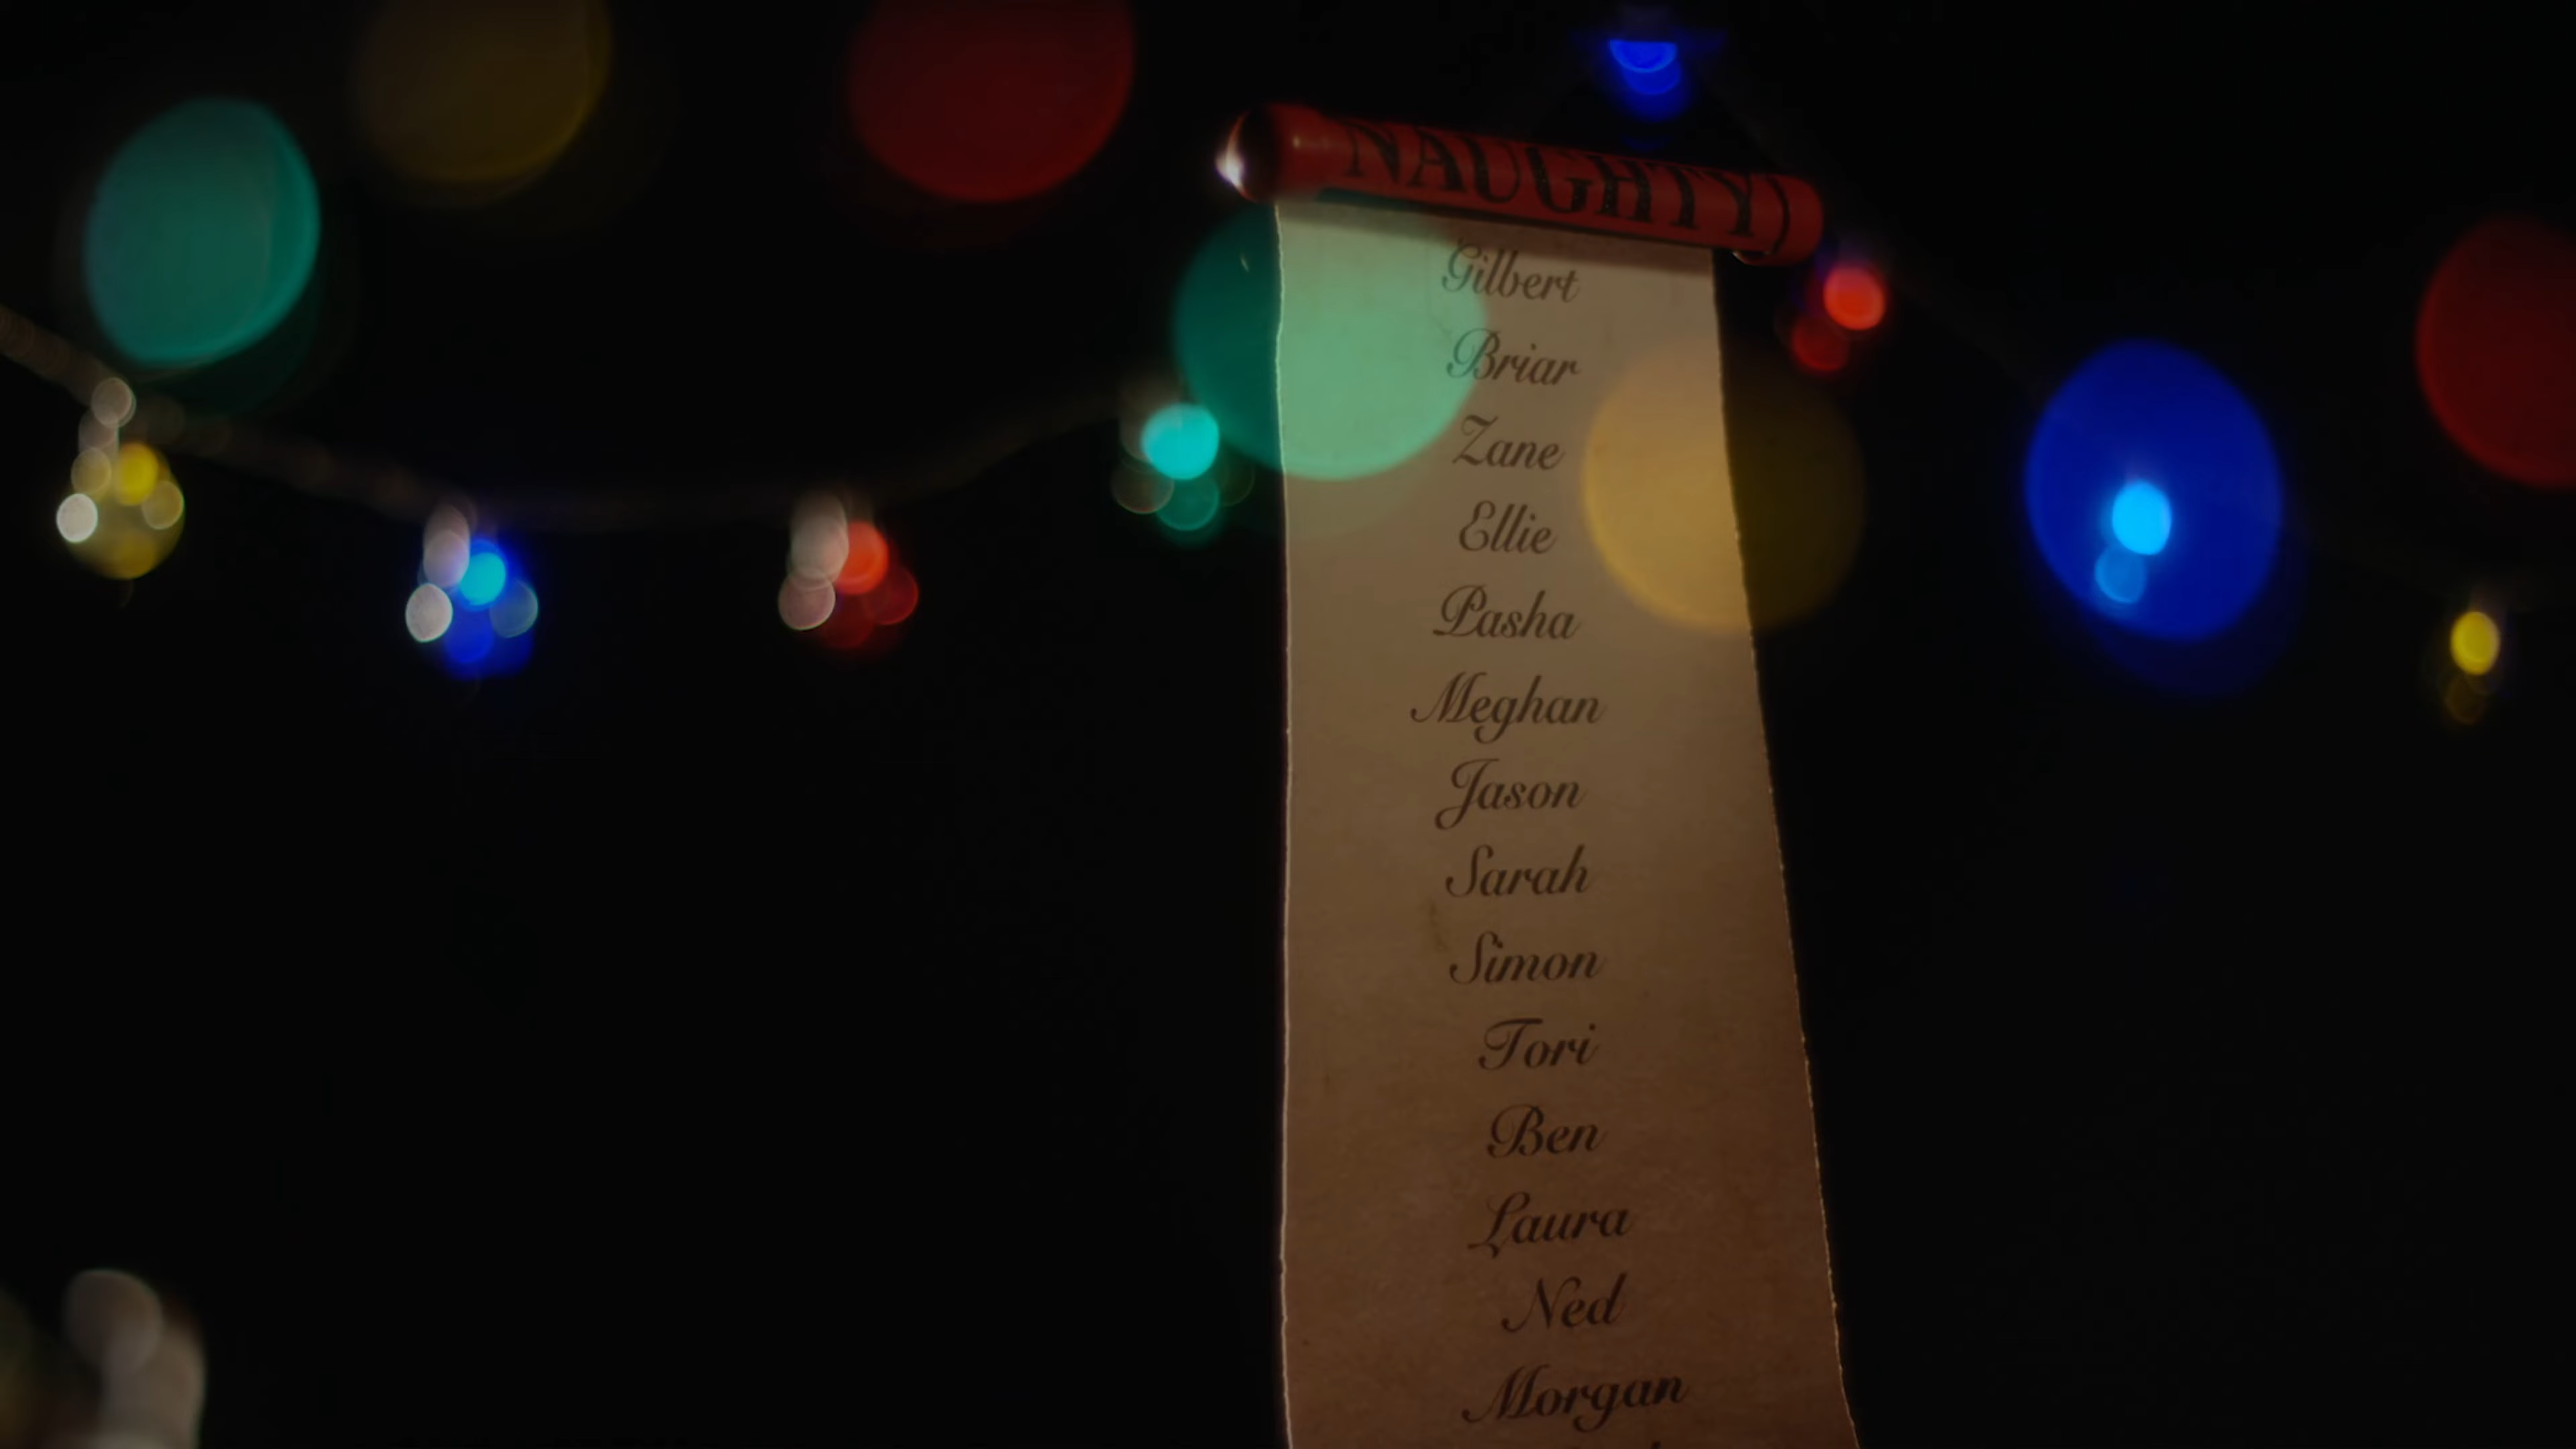 NAUGHTY
Gilbert
Briar
Zane
Ellie
Pasha
Meghan
Jason
Sarah
Simon
Tori
Ben
Laura
Ned
Morgan